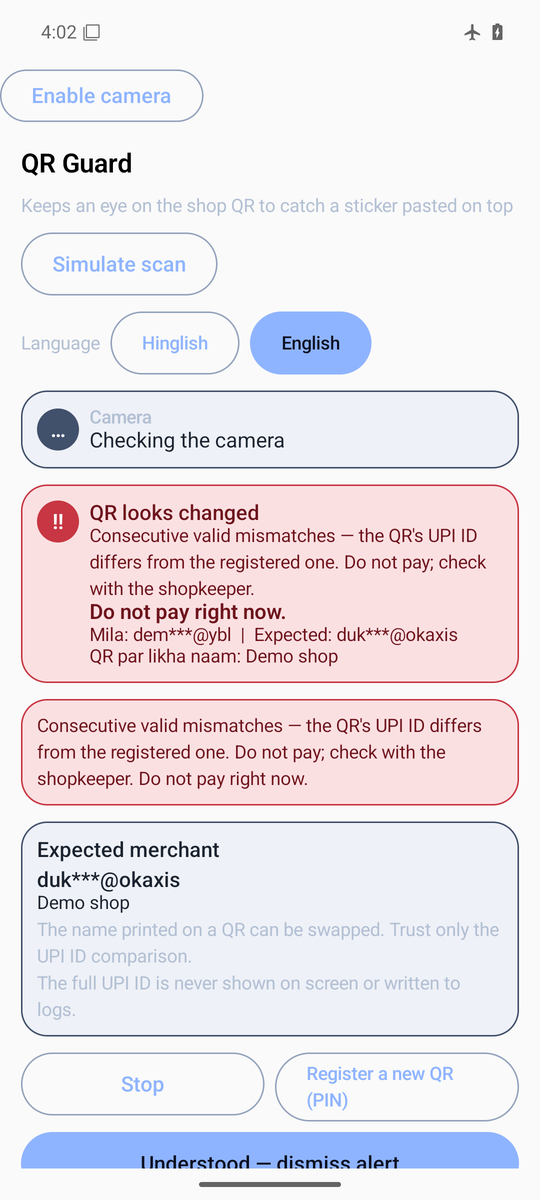 4:02
Enable camera
QR Guard
Keeps an eye on the shop QR to catch a sticker pasted on top
Simulate scan
Language
Hinglish
English
...
Camera
Checking the camera
!!
QR looks changed
Consecutive valid mismatches — the QR's UPI ID
differs from the registered one. Do not pay; check
with the shopkeeper.
Do not pay right now.
Mila: dem***@ybl | Expected: duk***@okaxis
QR par likha naam: Demo shop
Consecutive valid mismatches — the QR's UPI ID differs
from the registered one. Do not pay; check with the
shopkeeper. Do not pay right now.
Expected merchant
duk***@okaxis
Demo shop
The name printed on a QR can be swapped. Trust only the
UPI ID comparison.
The full UPI ID is never shown on screen or written to
logs.
Stop
Register a new QR
(PIN)
Understood — dismiss alert